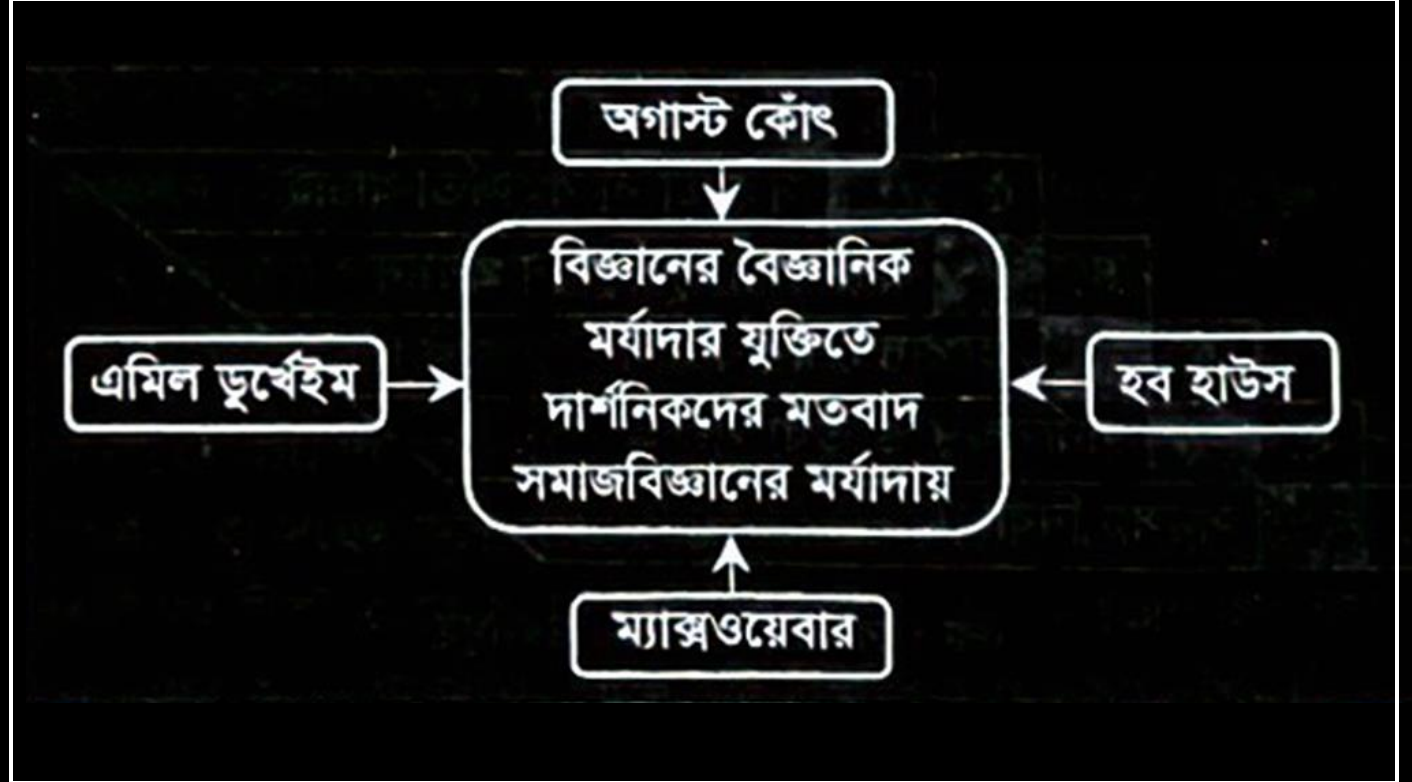 অগাস্ট কোঁৎ
বিজ্ঞানের বৈজ্ঞানিক
মর্যাদার যুক্তিতে
দার্শনিকদের মতবাদ
সমাজবিজ্ঞানের মর্যাদায়
এমিল ডুর্খেইম
হব হাউস
ম্যাক্সওয়েবার